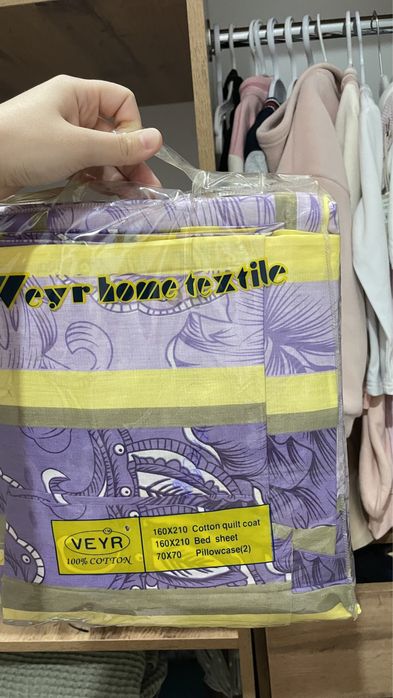 Veyr home textile
VEYR
100% COTTON
160X210 Cotton quilt coat
160X210 Bed sheet
70X70 Pillowcase(2)